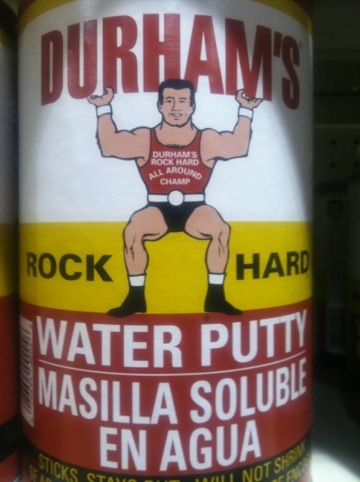 DURHAM'S
DURHAM'S
ROCK HARD
ALL AROUND
CHAMP
ROCK HARD
WATER PUTTY
MASILLA SOLUBLE
EN AGUA
STICKS, STAYS PUT - WILL NOT SHRINK